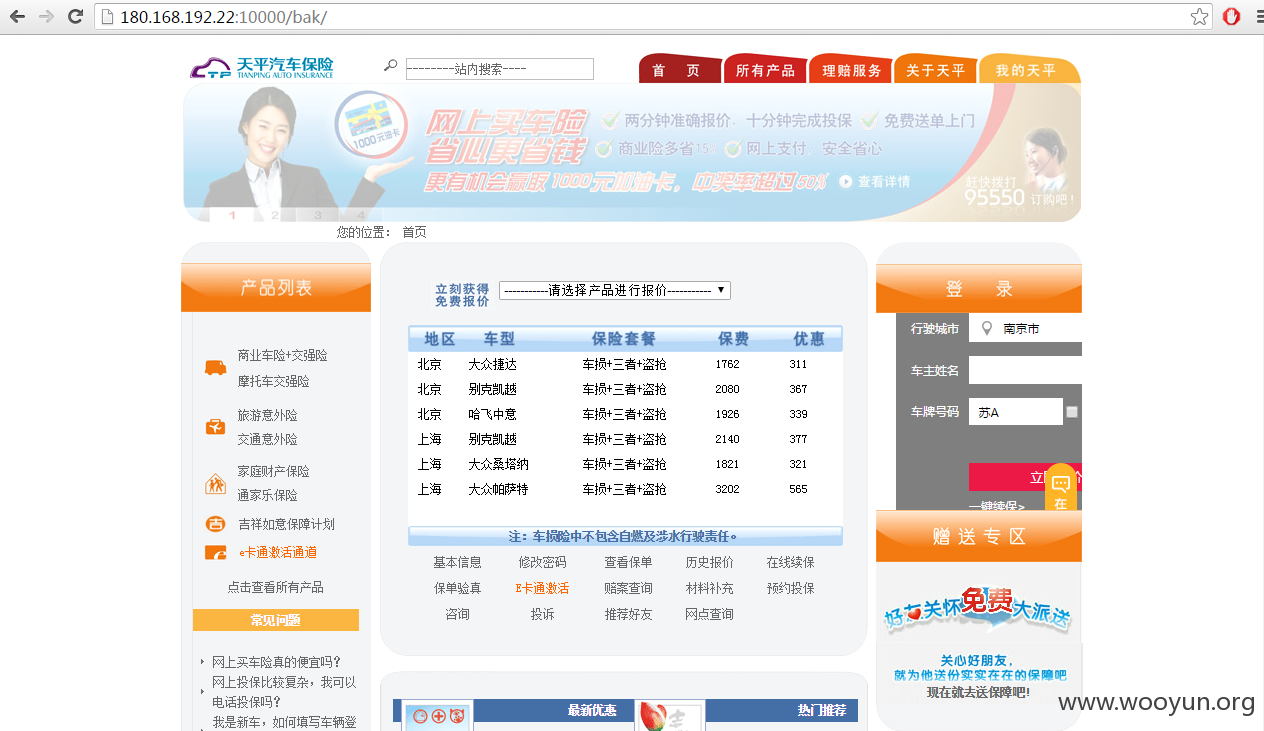 180.168.192.22:10000/bak/
天平汽车保险
TIANPING AUTO INSURANCE
--------站内搜索----
首 页
所有产品
理赔服务
关于天平
我的天平
网上买车险
省心更省钱
1000元油卡
两分钟准确报价，十分钟完成投保
免费送单上门
商业险多省15%
网上支付 安全省心
更有机会赢取1000元加油卡，中奖率超过50%
查看详情
赶快拨打
95550 订购吧！
1 2 3 4
您的位置： 首页
产品列表
商业车险+交强险
摩托车交强险
旅游意外险
交通意外险
家庭财产保险
通家乐保险
吉祥如意保障计划
e卡通激活通道
点击查看所有产品
常见问题
网上买车险真的便宜吗？
网上投保比较复杂，我可以
电话投保吗？
我是新车，如何填写车辆登
立刻获得
免费报价
-----------请选择产品进行报价-----------
地区 车型 保险套餐 保费 优惠
北京 大众捷达 车损+三者+盗抢 1762 311
北京 别克凯越 车损+三者+盗抢 2080 367
北京 哈飞中意 车损+三者+盗抢 1926 339
上海 别克凯越 车损+三者+盗抢 2140 377
上海 大众桑塔纳 车损+三者+盗抢 1821 321
上海 大众帕萨特 车损+三者+盗抢 3202 565
注：车损险中不包含自燃及涉水行驶责任。
基本信息 修改密码 查看保单 历史报价 在线续保
保单验真 E卡通激活 赔案查询 材料补充 预约投保
咨询 投诉 推荐好友 网点查询
最新优惠
热门推荐
登 录
行驶城市 南京市
车主姓名
车牌号码 苏A
一键续保>
在
赠送专区
好友关怀免费大派送
关心好朋友，
就为他送份实实在在的保障吧
现在就去送保障吧！
www.wooyun.org